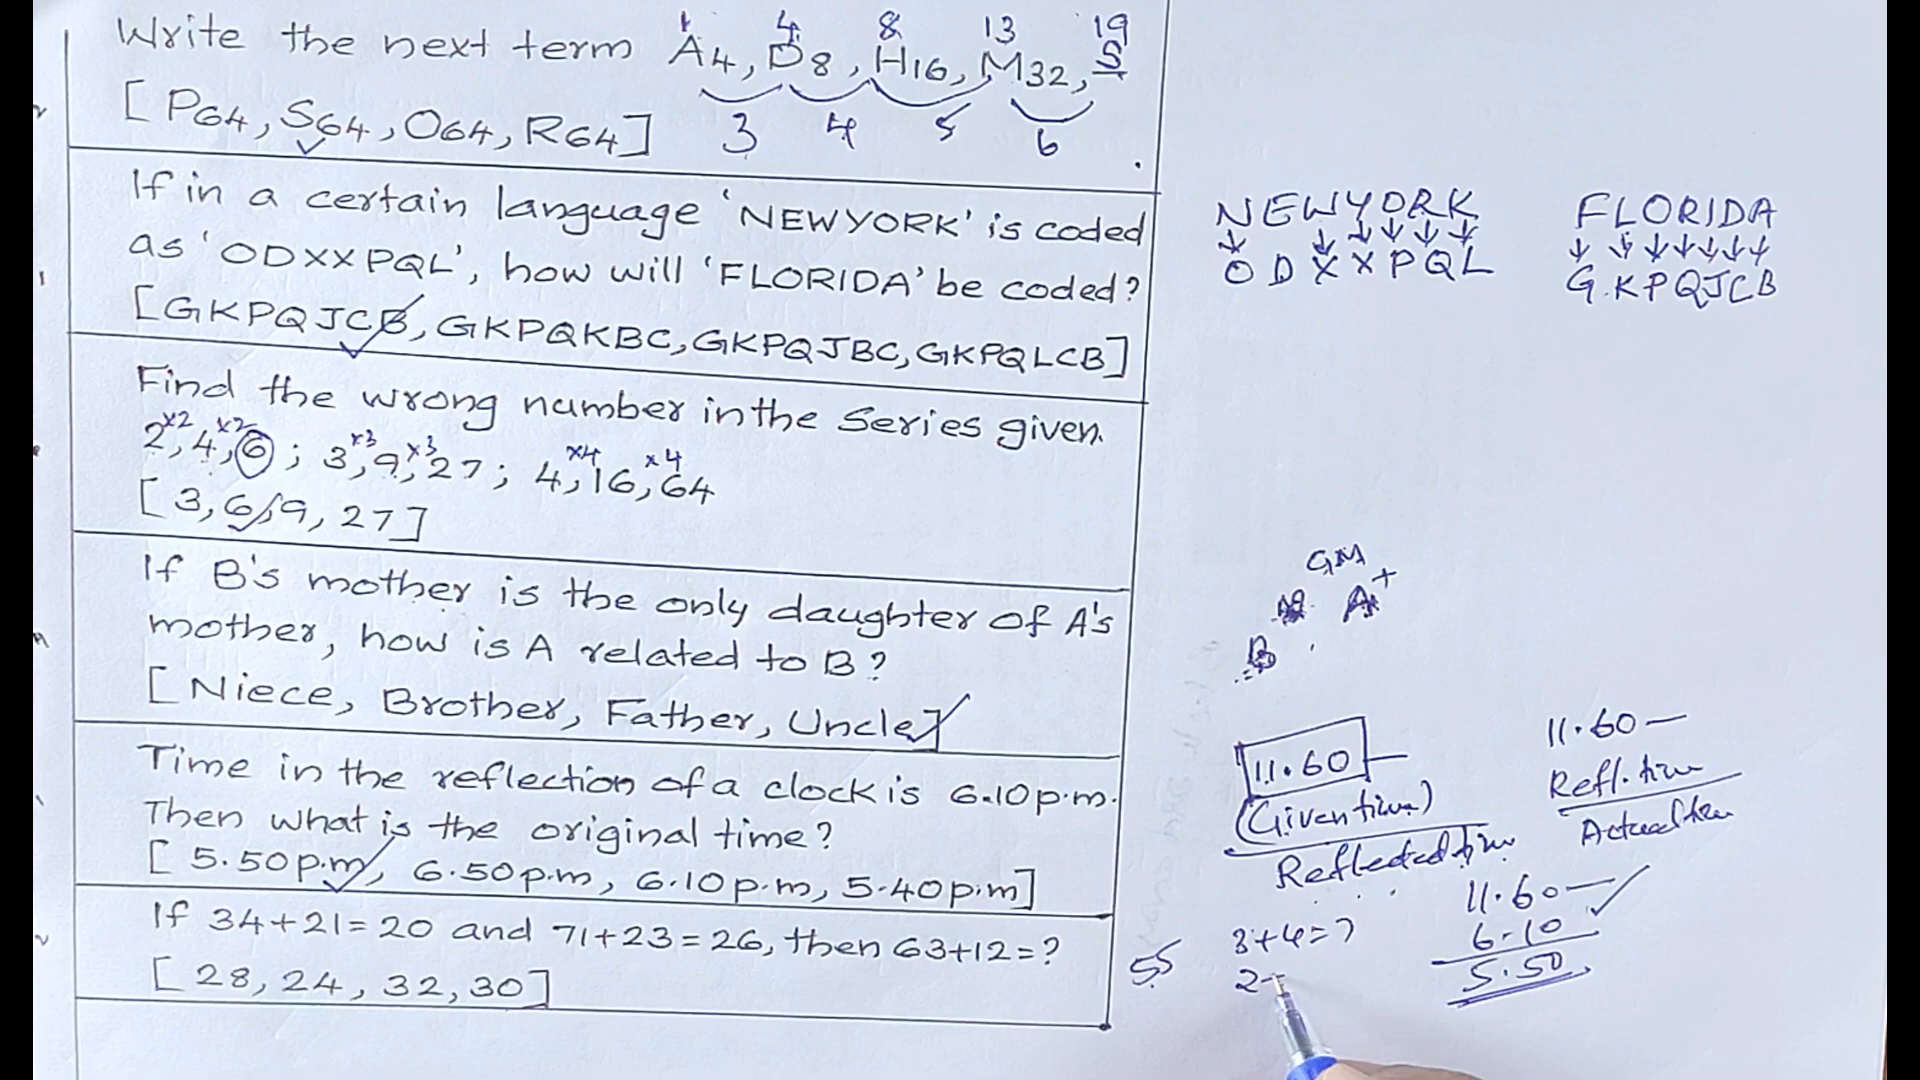 1 4 8 13 19
Write the next term A4, D8, H16, M32, S
[P64, S64, O64, R64] 3 4 5 6
If in a certain language 'NEWYORK' is coded
as 'ODXXPQL', how will 'FLORIDA' be coded?
[GKPQJCB, GKPQKBC, GKPQJBC, GKPQLCB]
Find the wrong number in the series given.
×2 ×2 ×3 ×3 ×4 ×4
2, 4, 6; 3, 9, 27; 4, 16, 64
[3, 6, 9, 27]
If B's mother is the only daughter of A's
mother, how is A related to B?
[Niece, Brother, Father, Uncle]
Time in the reflection of a clock is 6.10p.m.
Then what is the original time?
[5.50p.m, 6.50p.m, 6.10p.m, 5.40p.m]
If 34+21=20 and 71+23=26, then 63+12=?
[28, 24, 32, 30]
NEWYORK
ODXXPQL
FLORIDA
G.KPQJCB
GM
A+
B
11.60 —
(Given time)
Reflected time
11.60 —
Refl. time
Actual time
11.60 —
6.10
5.50
55
3+4=7
2+